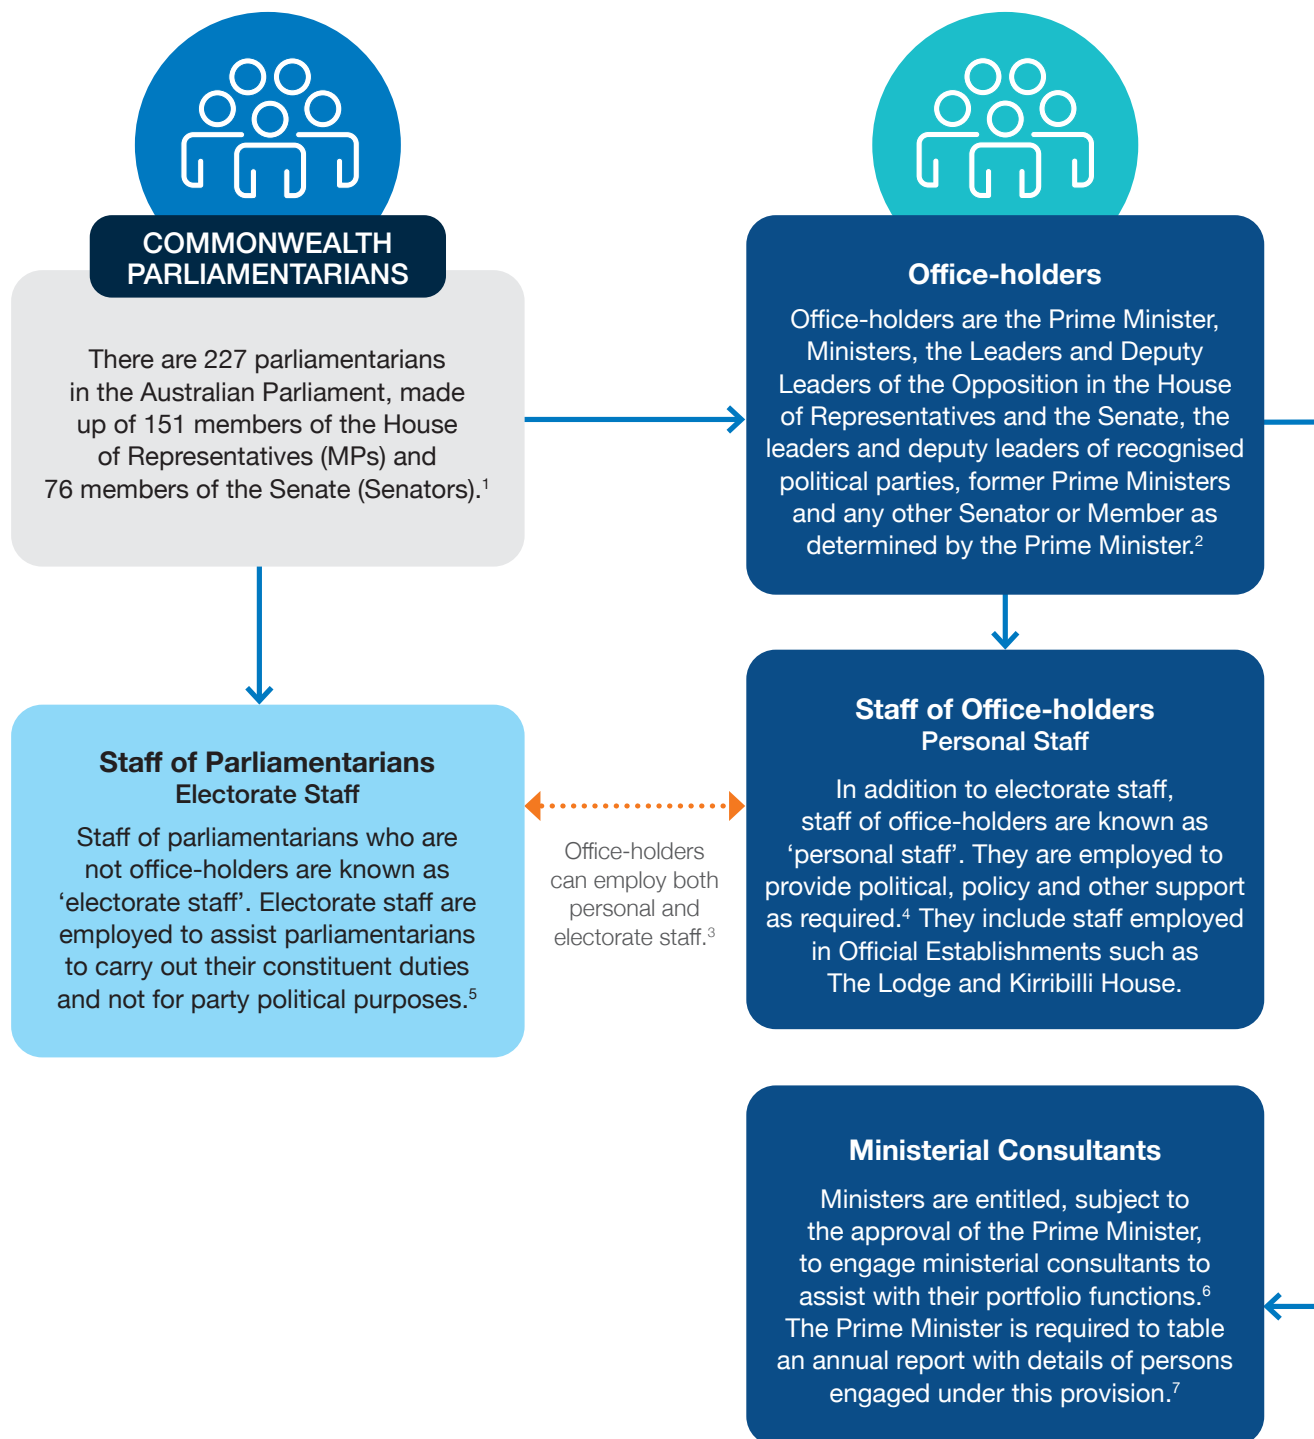 COMMONWEALTH
PARLIAMENTARIANS
There are 227 parliamentarians
in the Australian Parliament, made
up of 151 members of the House
of Representatives (MPs) and
76 members of the Senate (Senators).¹
Office-holders
Office-holders are the Prime Minister,
Ministers, the Leaders and Deputy
Leaders of the Opposition in the House
of Representatives and the Senate, the
leaders and deputy leaders of recognised
political parties, former Prime Ministers
and any other Senator or Member as
determined by the Prime Minister.²
Staff of Parliamentarians
Electorate Staff
Staff of parliamentarians who are
not office-holders are known as
‘electorate staff’. Electorate staff are
employed to assist parliamentarians
to carry out their constituent duties
and not for party political purposes.⁵
Office-holders
can employ both
personal and
electorate staff.³
Staff of Office-holders
Personal Staff
In addition to electorate staff,
staff of office-holders are known as
‘personal staff’. They are employed to
provide political, policy and other support
as required.⁴ They include staff employed
in Official Establishments such as
The Lodge and Kirribilli House.
Ministerial Consultants
Ministers are entitled, subject to
the approval of the Prime Minister,
to engage ministerial consultants to
assist with their portfolio functions.⁶
The Prime Minister is required to table
an annual report with details of persons
engaged under this provision.⁷